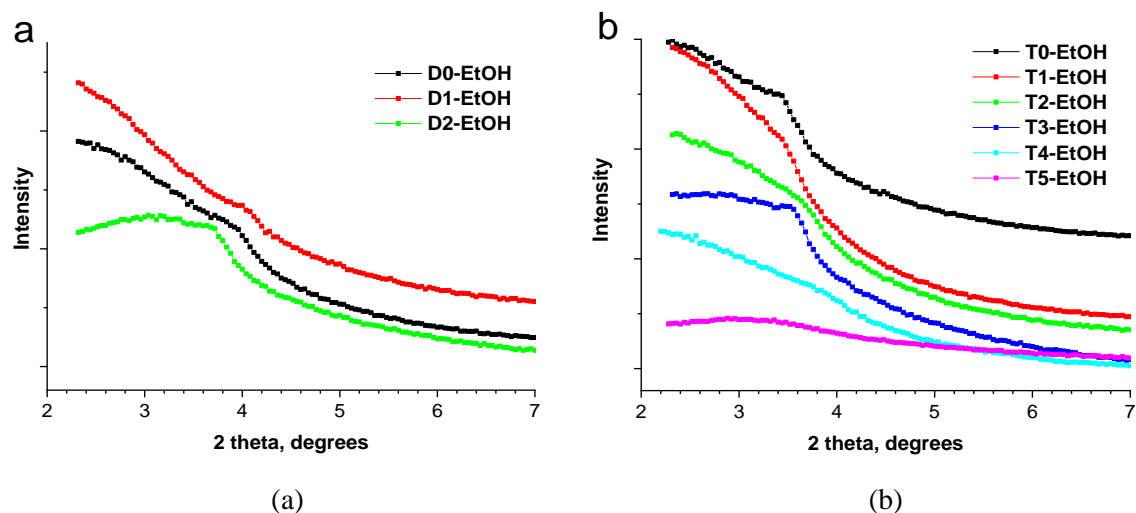 a
D0-EtOH
D1-EtOH
D2-EtOH
Intensity
2 3 4 5 6 7
2 theta, degrees
(a)
b
T0-EtOH
T1-EtOH
T2-EtOH
T3-EtOH
T4-EtOH
T5-EtOH
Intensity
2 3 4 5 6 7
2 theta, degrees
(b)